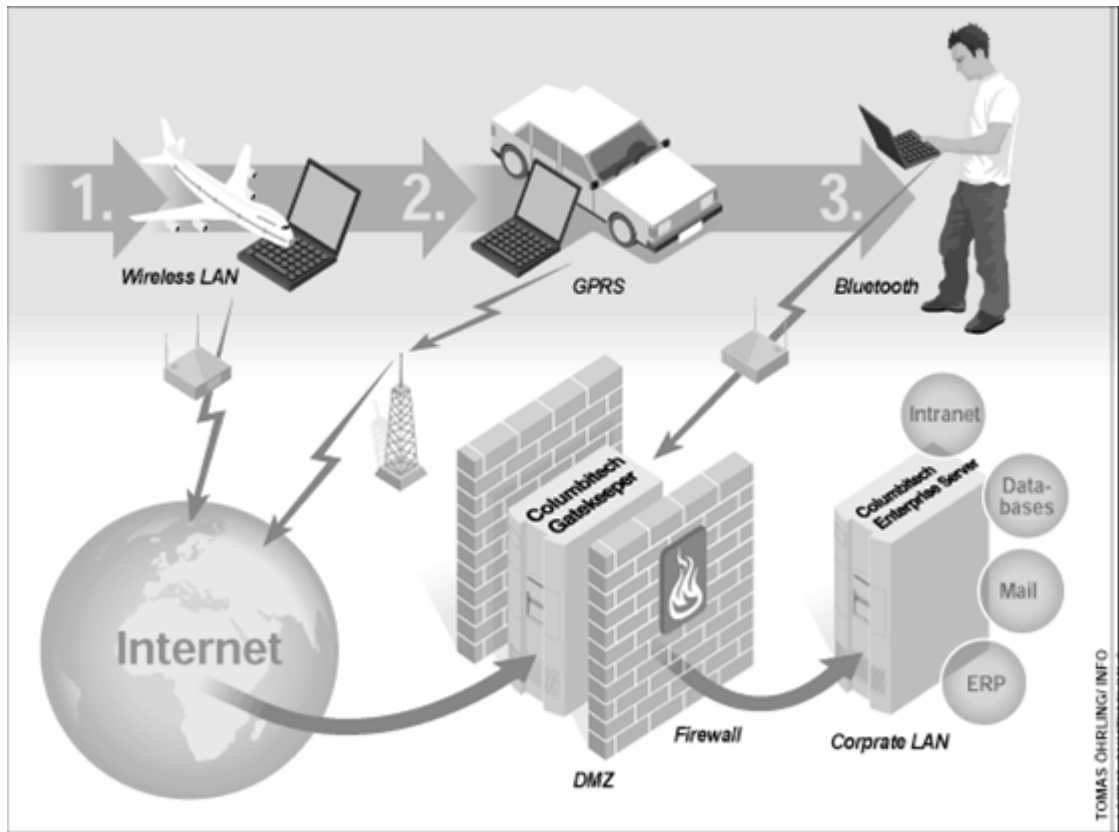 1.
2.
3.
Wireless LAN
GPRS
Bluetooth
Intranet
Columbitech
Gatekeeper
Columbitech
Enterprise Server
Data-
bases
Mail
Internet
ERP
Firewall
Corprate LAN
DMZ
TOMAS ÖHRLING/ INFO